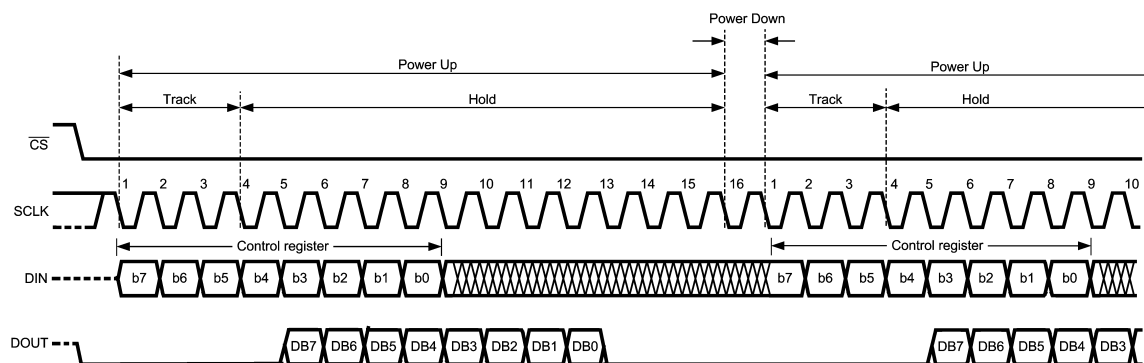 Power Down
Power Up Power Up
Track Hold Track Hold
CS
1 2 3 4 5 6 7 8 9 10 11 12 13 14 15 16 1 2 3 4 5 6 7 8 9 10
SCLK
Control register Control register
DIN b7 b6 b5 b4 b3 b2 b1 b0 b7 b6 b5 b4 b3 b2 b1 b0
DOUT DB7 DB6 DB5 DB4 DB3 DB2 DB1 DB0 DB7 DB6 DB5 DB4 DB3